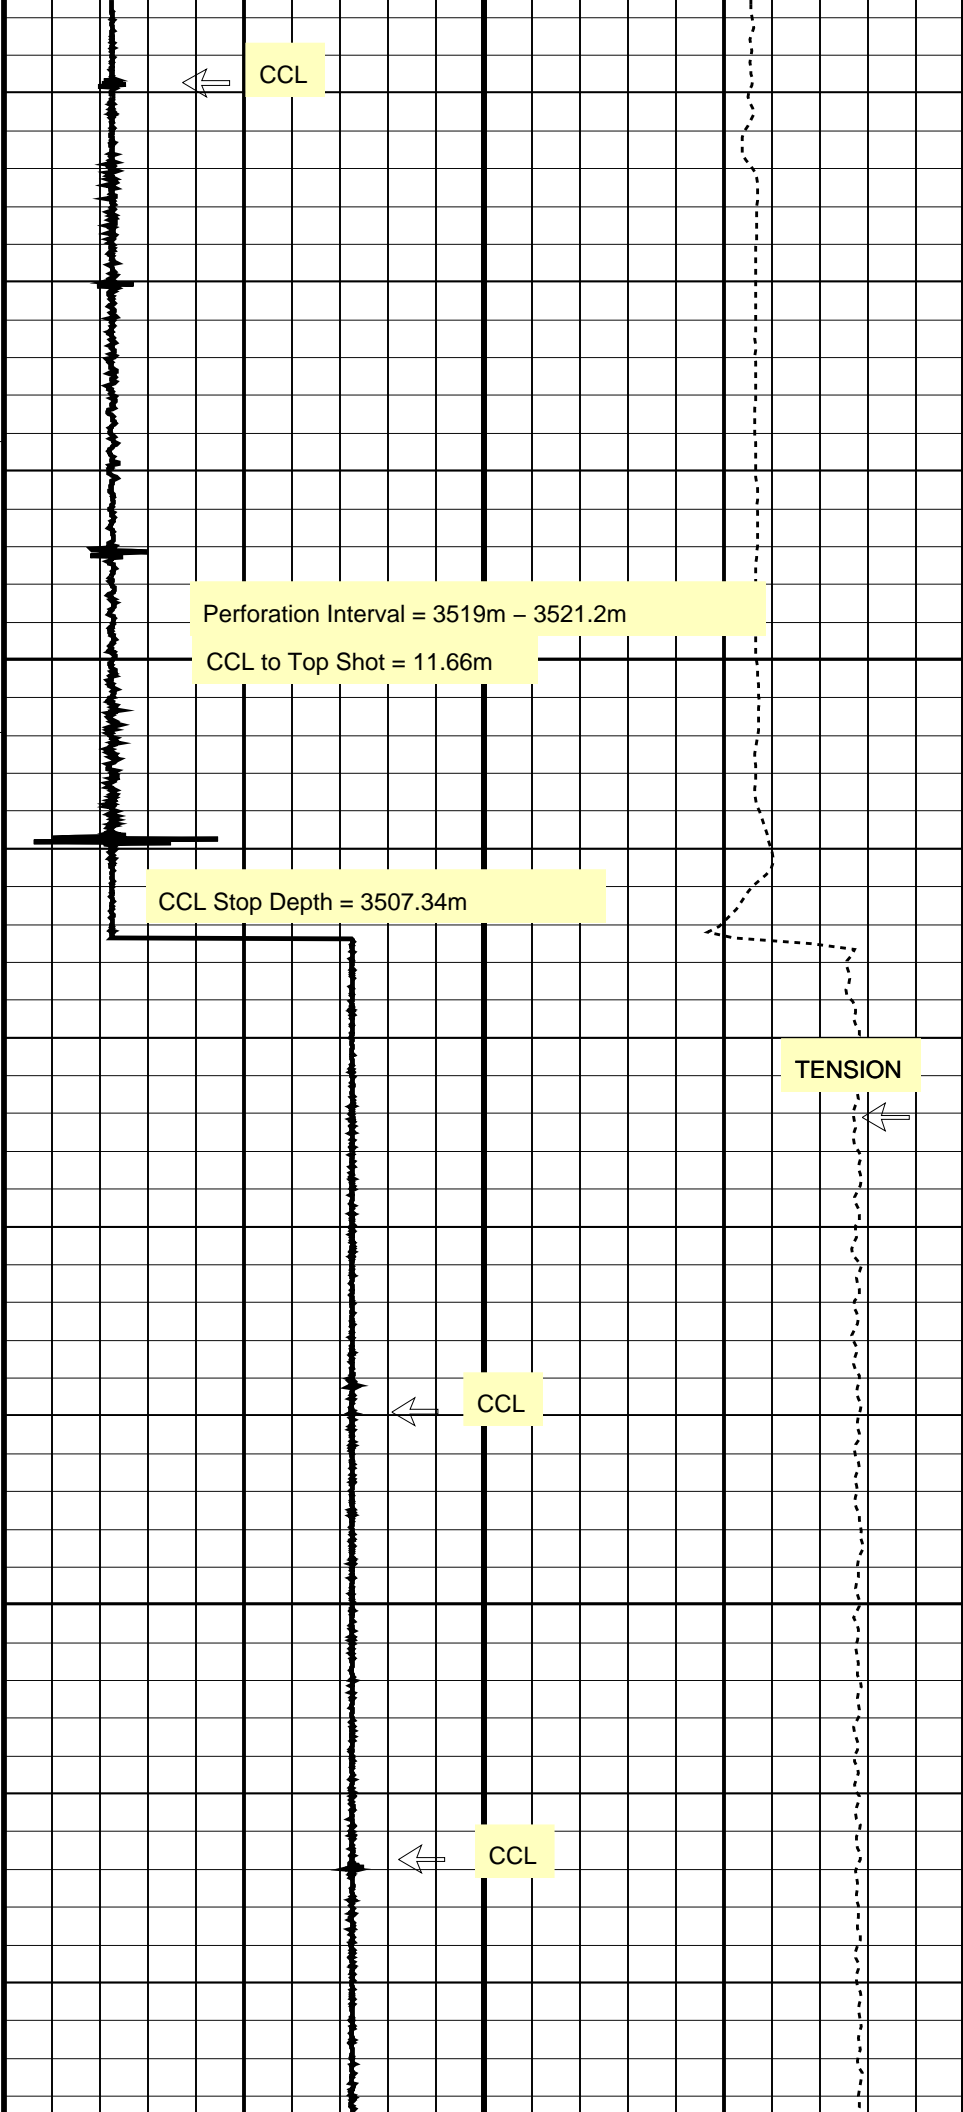 CCL
Perforation Interval = 3519m – 3521.2m
CCL to Top Shot = 11.66m
CCL Stop Depth = 3507.34m
TENSION
CCL
CCL